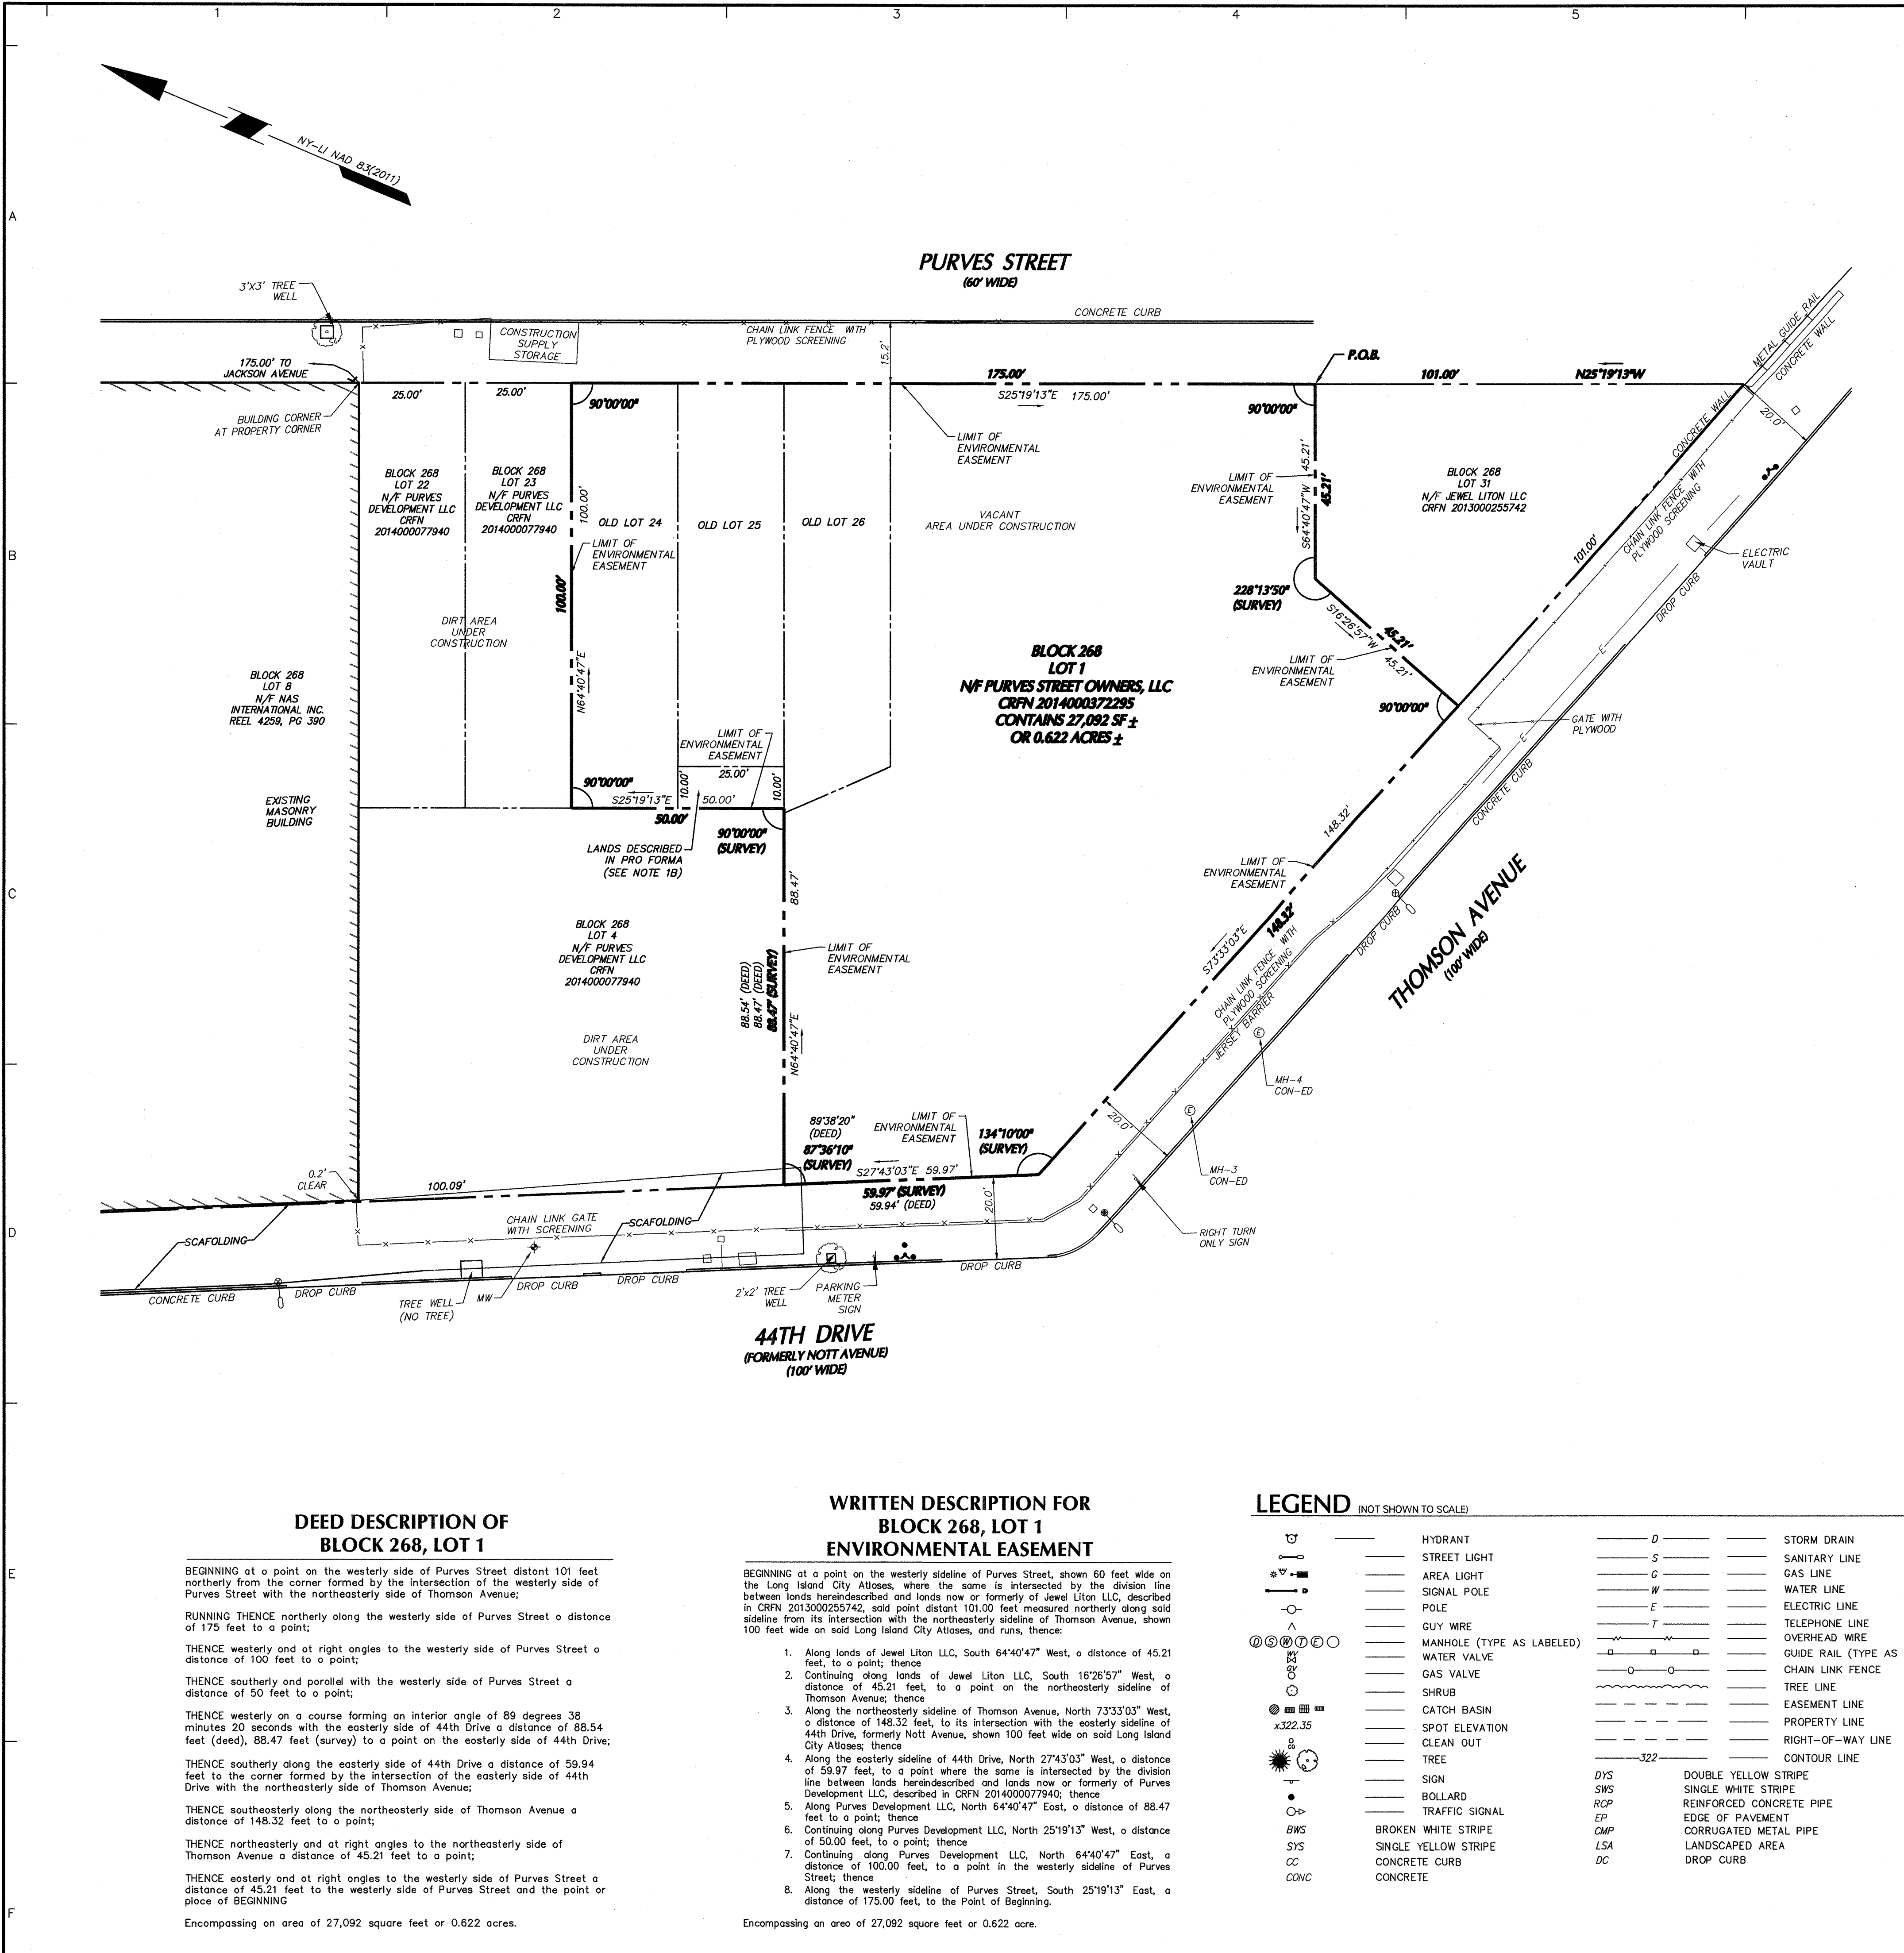 1 2 3 4 5
A
B
C
D
E
F
NY-LI NAD 83(2011)
PURVES STREET
(60' WIDE)
3'X3' TREE
WELL
CONSTRUCTION
SUPPLY
STORAGE
CHAIN LINK FENCE WITH
PLYWOOD SCREENING
15.2'
CONCRETE CURB
METAL GUIDE RAIL
CONCRETE WALL
175.00' TO
JACKSON AVENUE
BUILDING CORNER
AT PROPERTY CORNER
25.00'
25.00'
90°00'00"
175.00'
S25°19'13"E 175.00'
P.O.B.
101.00'
N25°19'13"W
20.0'
90°00'00"
LIMIT OF
ENVIRONMENTAL
EASEMENT
LIMIT OF
ENVIRONMENTAL
EASEMENT
S64°40'47"W 45.21'
45.21'
BLOCK 268
LOT 31
N/F JEWEL LITON LLC
CRFN 2013000255742
CONCRETE WALL
CHAIN LINK FENCE WITH
PLYWOOD SCREENING
101.00'
ELECTRIC
VAULT
DROP CURB
BLOCK 268
LOT 22
N/F PURVES
DEVELOPMENT LLC
CRFN
2014000077940
BLOCK 268
LOT 23
N/F PURVES
DEVELOPMENT LLC
CRFN
2014000077940
100.00'
OLD LOT 24
OLD LOT 25
OLD LOT 26
VACANT
AREA UNDER CONSTRUCTION
LIMIT OF
ENVIRONMENTAL
EASEMENT
100.00'
N64°40'47"E
DIRT AREA
UNDER
CONSTRUCTION
228°13'50"
(SURVEY)
S16°26'57"W
45.21'
45.21'
LIMIT OF
ENVIRONMENTAL
EASEMENT
90°00'00"
E
E
GATE WITH
PLYWOOD
BLOCK 268
LOT 8
N/F NAS
INTERNATIONAL INC.
REEL 4259, PG 390
BLOCK 268
LOT 1
N/F PURVES STREET OWNERS, LLC
CRFN 2014000372295
CONTAINS 27,092 SF ±
OR 0.622 ACRES ±
LIMIT OF
ENVIRONMENTAL
EASEMENT
10.00'
25.00'
10.00'
90°00'00"
S25°19'13"E 50.00'
50.00'
90°00'00"
(SURVEY)
EXISTING
MASONRY
BUILDING
LANDS DESCRIBED
IN PRO FORMA
(SEE NOTE 1B)
88.47'
148.32'
CONCRETE CURB
LIMIT OF
ENVIRONMENTAL
EASEMENT
148.32'
S73°33'03"E
DROP CURB
THOMSON AVENUE
(100' WIDE)
BLOCK 268
LOT 4
N/F PURVES
DEVELOPMENT LLC
CRFN
2014000077940
88.54' (DEED)
88.47' (DEED)
88.47' (SURVEY)
LIMIT OF
ENVIRONMENTAL
EASEMENT
N64°40'47"E
CHAIN LINK FENCE WITH
PLYWOOD SCREENING
JERSEY BARRIER
E
MH-4
CON-ED
E
MH-3
CON-ED
DIRT AREA
UNDER
CONSTRUCTION
89°38'20"
(DEED)
87°36'10"
(SURVEY)
LIMIT OF
ENVIRONMENTAL
EASEMENT
134°10'00"
(SURVEY)
20.0'
S27°43'03"E 59.97'
59.97' (SURVEY)
59.94' (DEED)
20.0'
0.2'
CLEAR
100.09'
CHAIN LINK GATE
WITH SCREENING
SCAFOLDING
SCAFOLDING
RIGHT TURN
ONLY SIGN
CONCRETE CURB
DROP CURB
TREE WELL
(NO TREE)
MW
DROP CURB
DROP CURB
2'x2' TREE
WELL
PARKING
METER
SIGN
DROP CURB
44TH DRIVE
(FORMERLY NOTT AVENUE)
(100' WIDE)
DEED DESCRIPTION OF
BLOCK 268, LOT 1
BEGINNING at a point on the westerly side of Purves Street distant 101 feet
northerly from the corner formed by the intersection of the westerly side of
Purves Street with the northeasterly side of Thomson Avenue;
RUNNING THENCE northerly along the westerly side of Purves Street a distance
of 175 feet to a point;
THENCE westerly and at right angles to the westerly side of Purves Street a
distance of 100 feet to a point;
THENCE southerly and parallel with the westerly side of Purves Street a
distance of 50 feet to a point;
THENCE westerly on a course forming an interior angle of 89 degrees 38
minutes 20 seconds with the easterly side of 44th Drive a distance of 88.54
feet (deed), 88.47 feet (survey) to a point on the easterly side of 44th Drive;
THENCE southerly along the easterly side of 44th Drive a distance of 59.94
feet to the corner formed by the intersection of the easterly side of 44th
Drive with the northeasterly side of Thomson Avenue;
THENCE southeasterly along the northeasterly side of Thomson Avenue a
distance of 148.32 feet to a point;
THENCE northeasterly and at right angles to the northeasterly side of
Thomson Avenue a distance of 45.21 feet to a point;
THENCE easterly and at right angles to the westerly side of Purves Street a
distance of 45.21 feet to the westerly side of Purves Street and the point or
place of BEGINNING
Encompassing an area of 27,092 square feet or 0.622 acres.
WRITTEN DESCRIPTION FOR
BLOCK 268, LOT 1
ENVIRONMENTAL EASEMENT
BEGINNING at a point on the westerly sideline of Purves Street, shown 60 feet wide on
the Long Island City Atlases, where the same is intersected by the division line
between lands hereindescribed and lands now or formerly of Jewel Liton LLC, described
in CRFN 2013000255742, said point distant 101.00 feet measured northerly along said
sideline from its intersection with the northeasterly sideline of Thomson Avenue, shown
100 feet wide on said Long Island City Atlases, and runs, thence:
1. Along lands of Jewel Liton LLC, South 64°40'47" West, a distance of 45.21
feet, to a point; thence
2. Continuing along lands of Jewel Liton LLC, South 16°26'57" West, a
distance of 45.21 feet, to a point on the northeasterly sideline of
Thomson Avenue; thence
3. Along the northeasterly sideline of Thomson Avenue, North 73°33'03" West,
a distance of 148.32 feet, to its intersection with the easterly sideline of
44th Drive, formerly Nott Avenue, shown 100 feet wide on said Long Island
City Atlases; thence
4. Along the easterly sideline of 44th Drive, North 27°43'03" West, a distance
of 59.97 feet, to a point where the same is intersected by the division
line between lands hereindescribed and lands now or formerly of Purves
Development LLC, described in CRFN 2014000077940; thence
5. Along Purves Development LLC, North 64°40'47" East, a distance of 88.47
feet to a point; thence
6. Continuing along Purves Development LLC, North 25°19'13" West, a distance
of 50.00 feet, to a point; thence
7. Continuing along Purves Development LLC, North 64°40'47" East, a
distance of 100.00 feet, to a point in the westerly sideline of Purves
Street; thence
8. Along the westerly sideline of Purves Street, South 25°19'13" East, a
distance of 175.00 feet, to the Point of Beginning.
Encompassing an area of 27,092 square feet or 0.622 acre.
LEGEND (NOT SHOWN TO SCALE)
HYDRANT
STREET LIGHT
AREA LIGHT
SIGNAL POLE
POLE
GUY WIRE
D S W T E MANHOLE (TYPE AS LABELED)
WV WATER VALVE
GV GAS VALVE
SHRUB
CATCH BASIN
x322.35 SPOT ELEVATION
CO CLEAN OUT
TREE
SIGN
BOLLARD
TRAFFIC SIGNAL
BWS BROKEN WHITE STRIPE
SYS SINGLE YELLOW STRIPE
CC CONCRETE CURB
CONC CONCRETE
D STORM DRAIN
S SANITARY LINE
G GAS LINE
W WATER LINE
E ELECTRIC LINE
T TELEPHONE LINE
OVERHEAD WIRE
GUIDE RAIL (TYPE AS
CHAIN LINK FENCE
TREE LINE
EASEMENT LINE
PROPERTY LINE
RIGHT-OF-WAY LINE
322 CONTOUR LINE
DYS DOUBLE YELLOW STRIPE
SWS SINGLE WHITE STRIPE
RCP REINFORCED CONCRETE PIPE
EP EDGE OF PAVEMENT
CMP CORRUGATED METAL PIPE
LSA LANDSCAPED AREA
DC DROP CURB